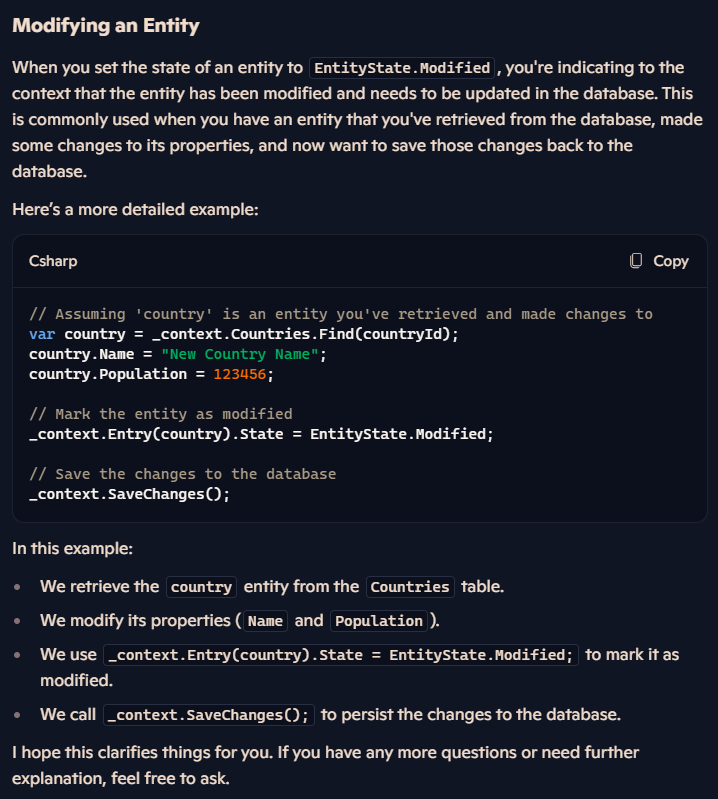 Modifying an Entity
When you set the state of an entity to EntityState.Modified, you're indicating to the
context that the entity has been modified and needs to be updated in the database. This
is commonly used when you have an entity that you've retrieved from the database, made
some changes to its properties, and now want to save those changes back to the
database.
Here’s a more detailed example:
Csharp Copy
// Assuming 'country' is an entity you've retrieved and made changes to
var country = _context.Countries.Find(countryId);
country.Name = "New Country Name";
country.Population = 123456;
// Mark the entity as modified
_context.Entry(country).State = EntityState.Modified;
// Save the changes to the database
_context.SaveChanges();
In this example:
• We retrieve the country entity from the Countries table.
• We modify its properties (Name and Population).
• We use _context.Entry(country).State = EntityState.Modified; to mark it as
modified.
• We call _context.SaveChanges(); to persist the changes to the database.
I hope this clarifies things for you. If you have any more questions or need further
explanation, feel free to ask.